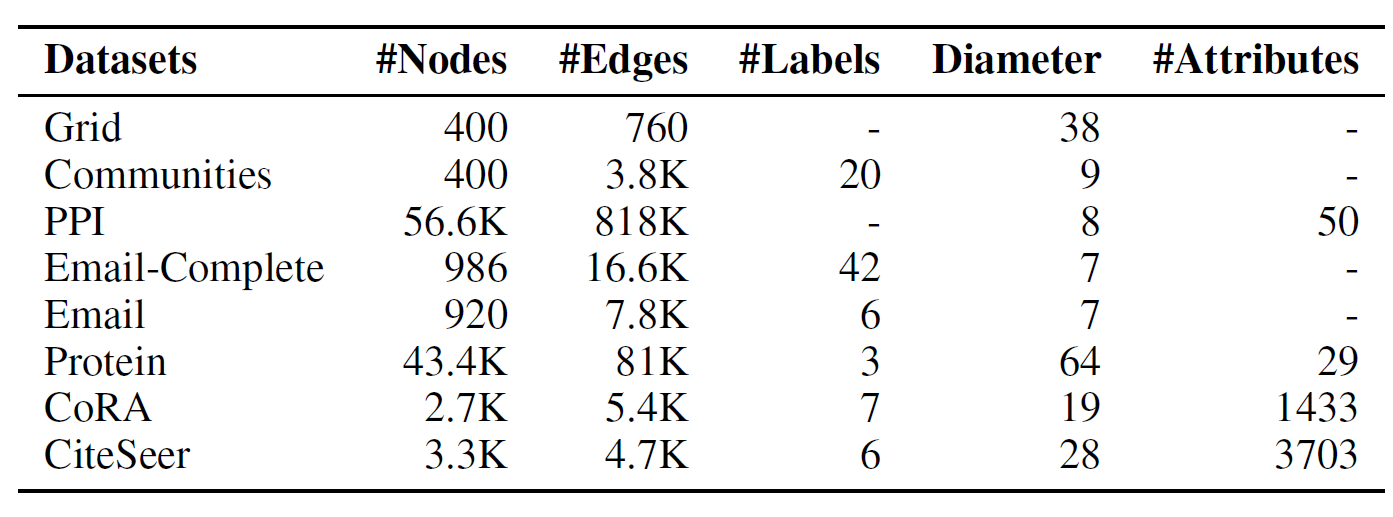 Datasets #Nodes #Edges #Labels Diameter #Attributes
Grid 400 760 - 38 -
Communities 400 3.8K 20 9 -
PPI 56.6K 818K - 8 50
Email-Complete 986 16.6K 42 7 -
Email 920 7.8K 6 7 -
Protein 43.4K 81K 3 64 29
CoRA 2.7K 5.4K 7 19 1433
CiteSeer 3.3K 4.7K 6 28 3703